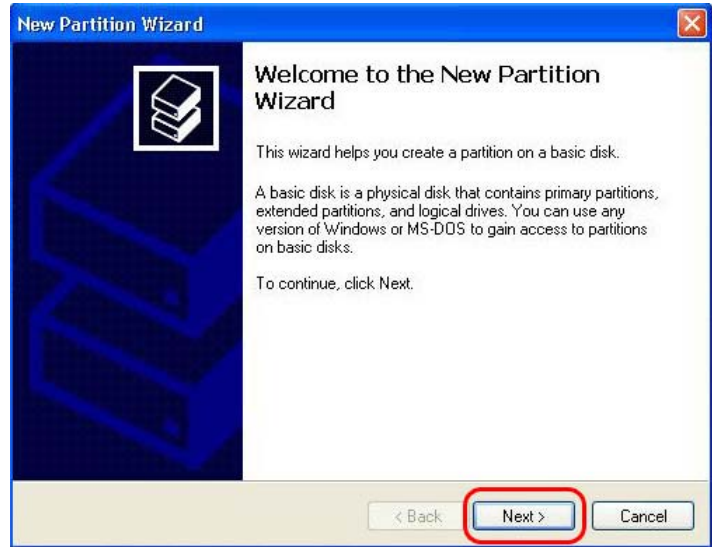 New Partition Wizard
Welcome to the New Partition
Wizard
This wizard helps you create a partition on a basic disk.
A basic disk is a physical disk that contains primary partitions,
extended partitions, and logical drives. You can use any
version of Windows or MS-DOS to gain access to partitions
on basic disks.
To continue, click Next.
< Back Next > Cancel